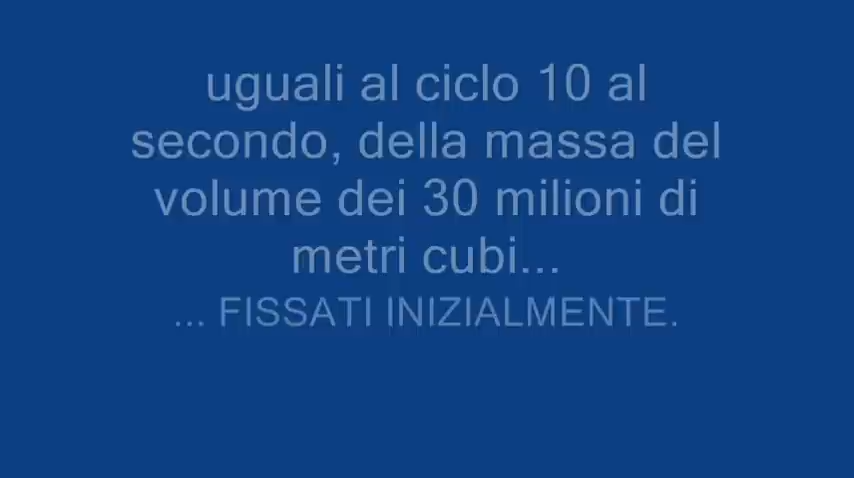 uguali al ciclo 10 al
secondo, della massa del
volume dei 30 milioni di
metri cubi...
... FISSATI INIZIALMENTE.